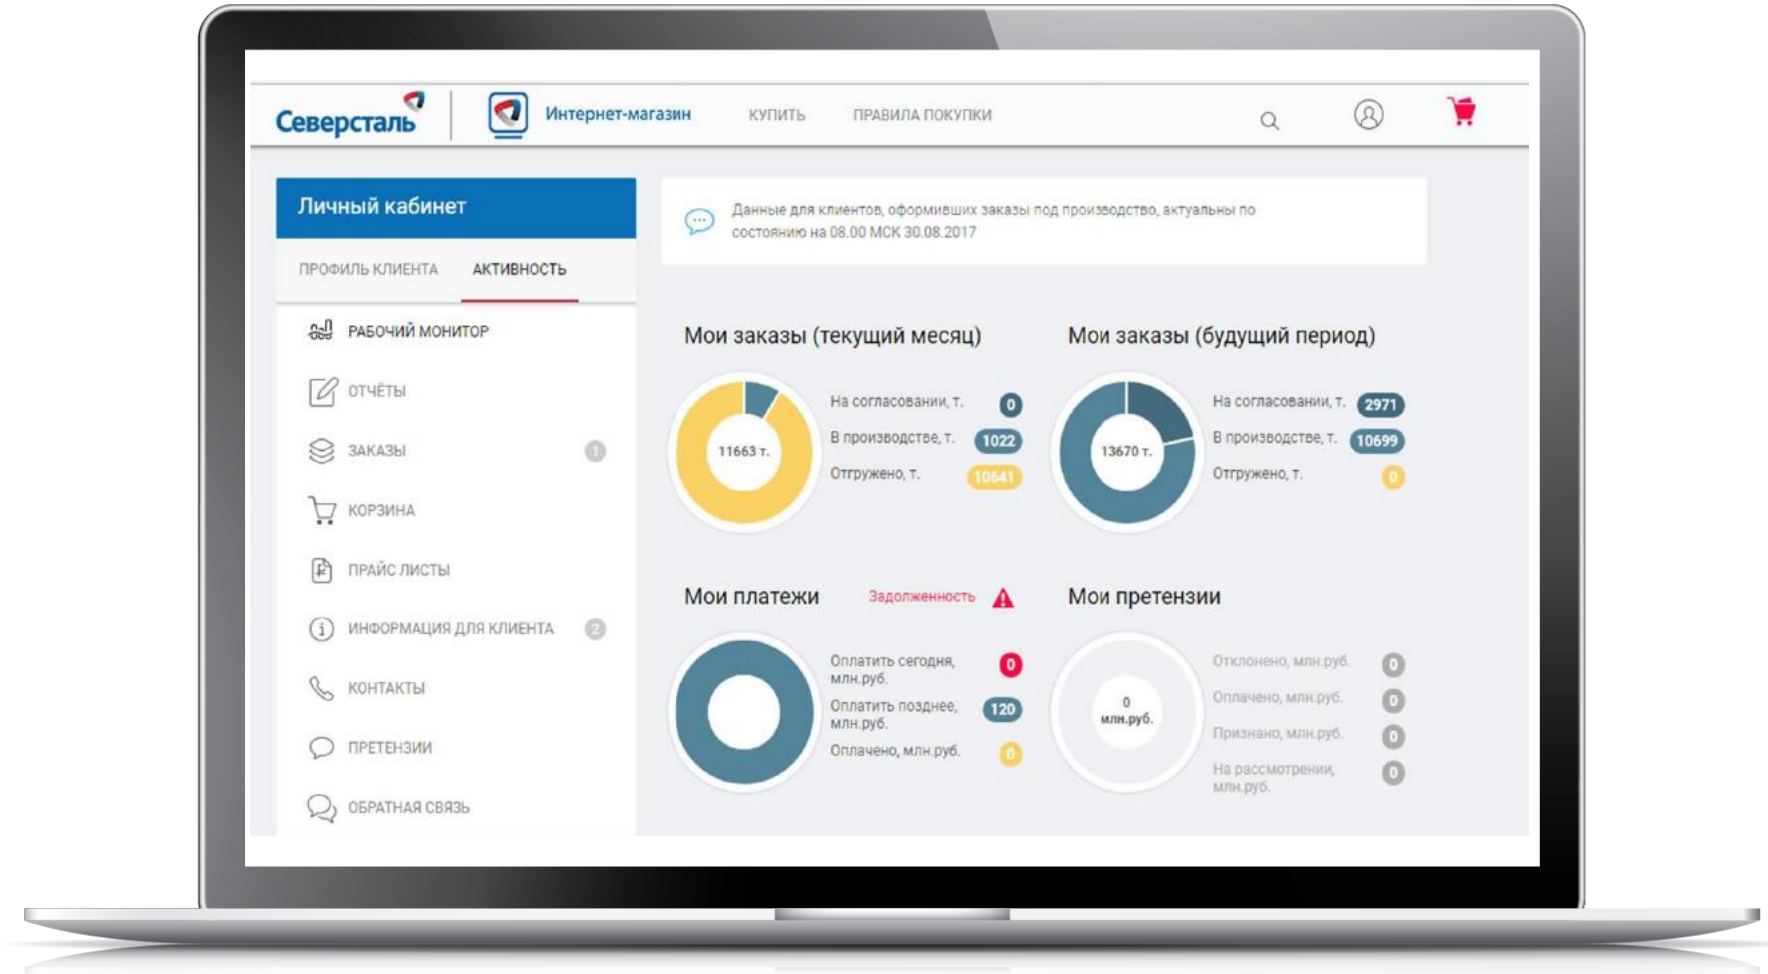 Северсталь
Интернет-магазин
КУПИТЬ
ПРАВИЛА ПОКУПКИ
Личный кабинет
ПРОФИЛЬ КЛИЕНТА
АКТИВНОСТЬ
РАБОЧИЙ МОНИТОР
ОТЧЁТЫ
ЗАКАЗЫ
1
КОРЗИНА
ПРАЙС ЛИСТЫ
ИНФОРМАЦИЯ ДЛЯ КЛИЕНТА
2
КОНТАКТЫ
ПРЕТЕНЗИИ
ОБРАТНАЯ СВЯЗЬ
Данные для клиентов, оформивших заказы под производство, актуальны по
состоянию на 08.00 МСК 30.08.2017
Мои заказы (текущий месяц)
11663 т.
На согласовании, т. 0
В производстве, т. 1022
Отгружено, т. 10641
Мои заказы (будущий период)
13670 т.
На согласовании, т. 2971
В производстве, т. 10699
Отгружено, т. 0
Мои платежи
Задолженность
Оплатить сегодня, 0
млн.руб.
Оплатить позднее, 120
млн.руб.
Оплачено, млн.руб. 0
Мои претензии
0
млн.руб.
Отклонено, млн.руб. 0
Оплачено, млн.руб. 0
Признано, млн.руб. 0
На рассмотрении, 0
млн.руб.